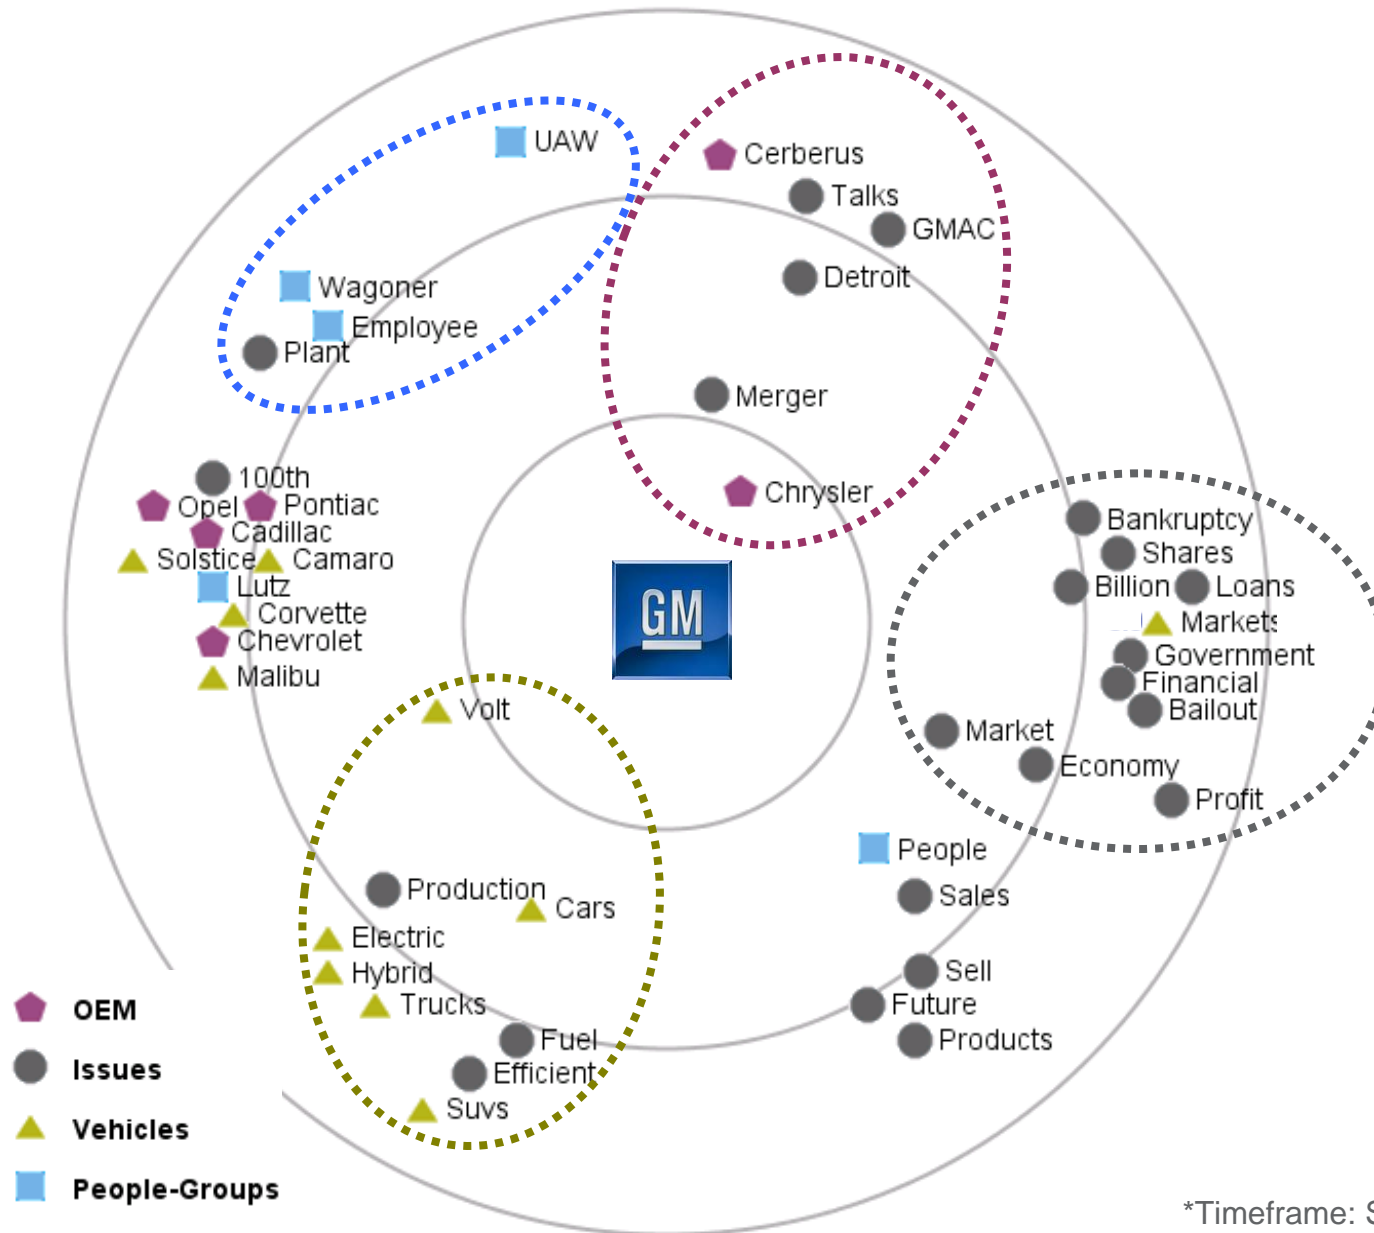 UAW
Cerberus
Talks
GMAC
Detroit
Wagoner
Employee
Plant
Merger
100th
Opel
Pontiac
Chrysler
Cadillac
Solstice
Camaro
Lutz
Corvette
Chevrolet
Malibu
GM
Bankruptcy
Shares
Billion
Loans
Markets
Government
Financial
Bailout
Market
Economy
Profit
Volt
People
Production
Cars
Sales
Electric
Hybrid
Trucks
Sell
Future
Products
Fuel
Efficient
Suvs
OEM
Issues
Vehicles
People-Groups
*Timeframe: S